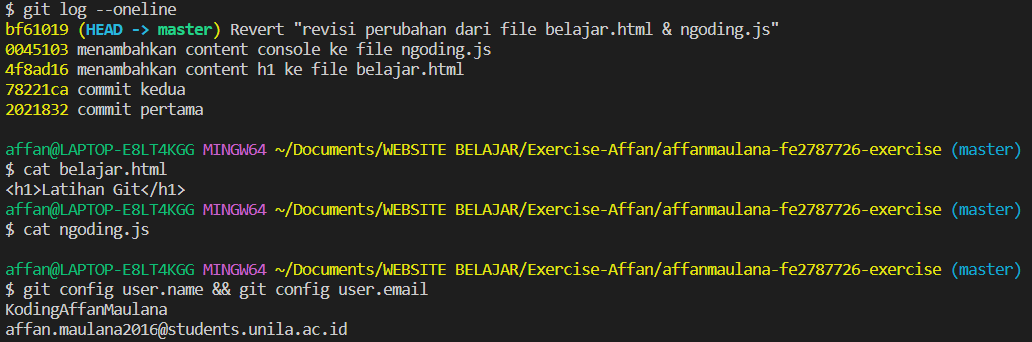 $ git log --oneline
bf61019 (HEAD -> master) Revert "revisi perubahan dari file belajar.html & ngoding.js"
0045103 menambahkan content console ke file ngoding.js
4f8ad16 menambahkan content h1 ke file belajar.html
78221ca commit kedua
2021832 commit pertama
affan@LAPTOP-E8LT4KGG MINGW64 ~/Documents/WEBSITE BELAJAR/Exercise-Affan/affanmaulana-fe2787726-exercise (master)
$ cat belajar.html
<h1>Latihan Git</h1>
affan@LAPTOP-E8LT4KGG MINGW64 ~/Documents/WEBSITE BELAJAR/Exercise-Affan/affanmaulana-fe2787726-exercise (master)
$ cat ngoding.js
affan@LAPTOP-E8LT4KGG MINGW64 ~/Documents/WEBSITE BELAJAR/Exercise-Affan/affanmaulana-fe2787726-exercise (master)
$ git config user.name && git config user.email
KodingAffanMaulana
affan.maulana2016@students.unila.ac.id